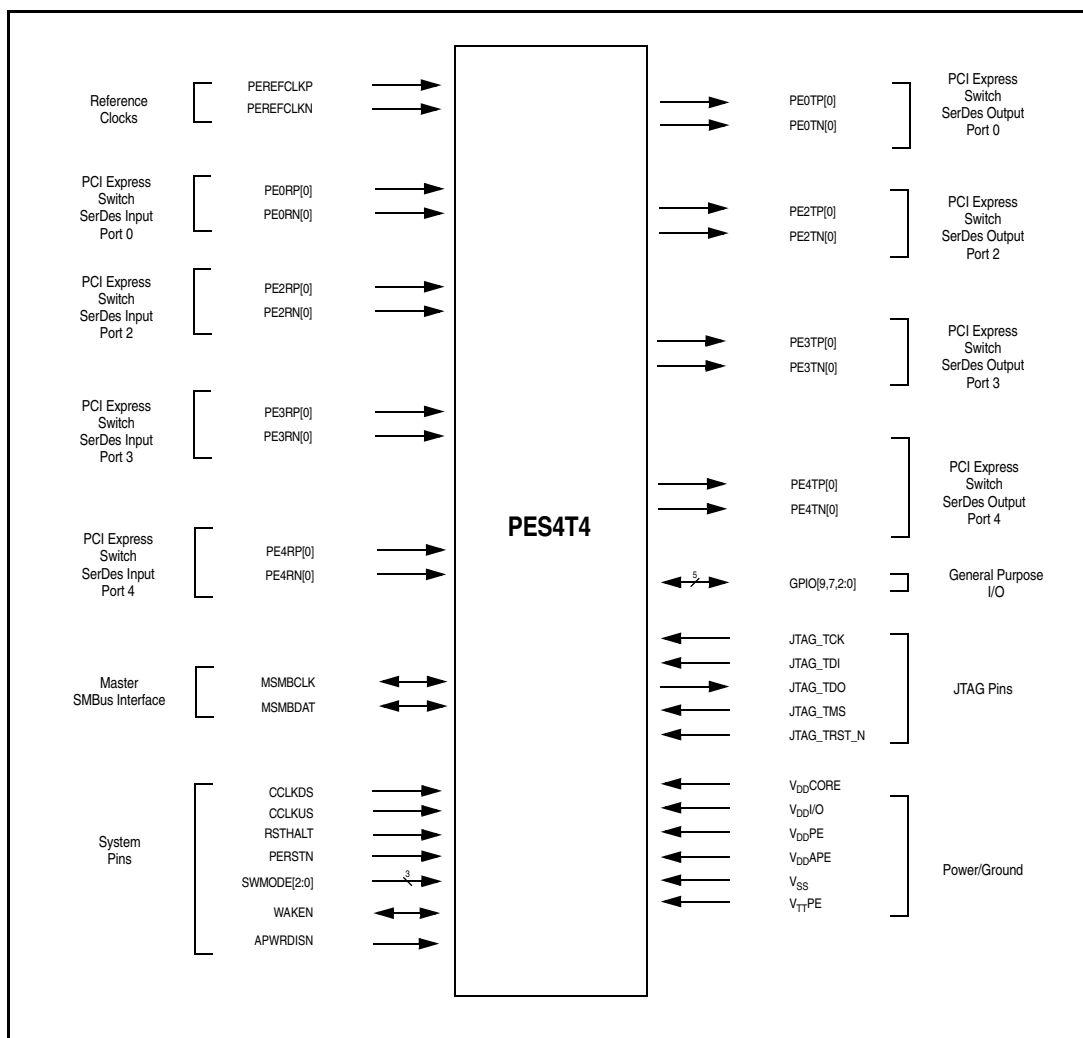 Reference
Clocks
PEREFCLKP
PEREFCLKN
PCI Express
Switch
SerDes Input
Port 0
PE0RP[0]
PE0RN[0]
PCI Express
Switch
SerDes Input
Port 2
PE2RP[0]
PE2RN[0]
PCI Express
Switch
SerDes Input
Port 3
PE3RP[0]
PE3RN[0]
PCI Express
Switch
SerDes Input
Port 4
PE4RP[0]
PE4RN[0]
Master
SMBus Interface
MSMBCLK
MSMBDAT
System
Pins
CCLKDS
CCLKUS
RSTHALT
PERSTN
SWMODE[2:0]
3
WAKEN
APWRDISN
PES4T4
PE0TP[0]
PE0TN[0]
PCI Express
Switch
SerDes Output
Port 0
PE2TP[0]
PE2TN[0]
PCI Express
Switch
SerDes Output
Port 2
PE3TP[0]
PE3TN[0]
PCI Express
Switch
SerDes Output
Port 3
PE4TP[0]
PE4TN[0]
PCI Express
Switch
SerDes Output
Port 4
5
GPIO[9,7,2:0]
General Purpose
I/O
JTAG_TCK
JTAG_TDI
JTAG_TDO
JTAG_TMS
JTAG_TRST_N
JTAG Pins
VDDCORE
VDDI/O
VDDPE
VDDAPE
VSS
VTTPE
Power/Ground